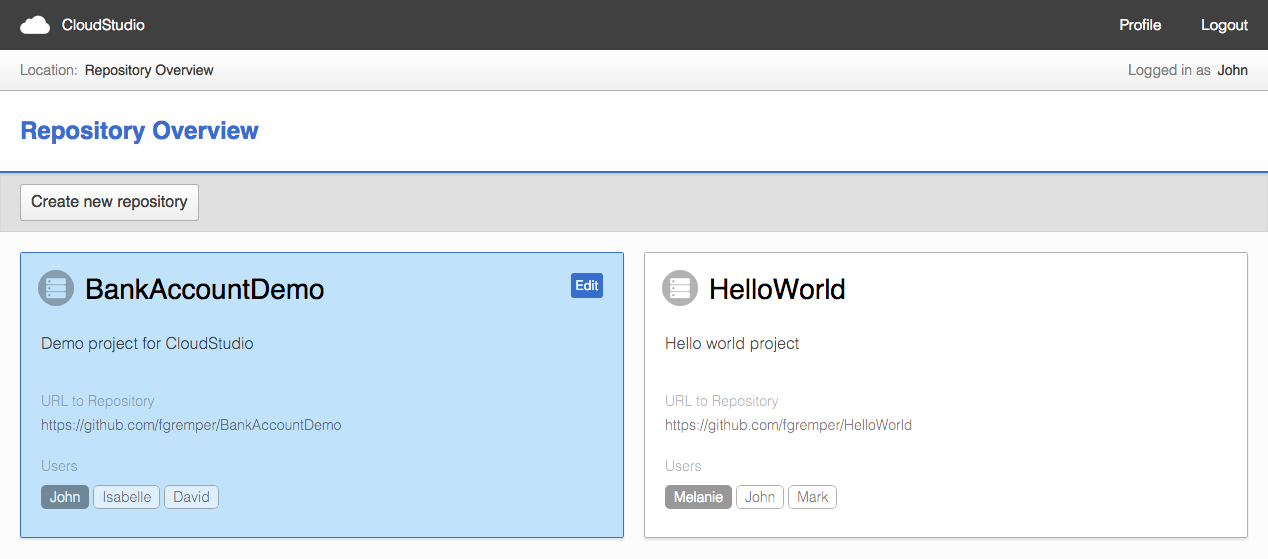 CloudStudio Profile Logout
Location: Repository Overview Logged in as John
Repository Overview
Create new repository
BankAccountDemo Edit
Demo project for CloudStudio
URL to Repository
https://github.com/fgremper/BankAccountDemo
Users
John Isabelle David
HelloWorld
Hello world project
URL to Repository
https://github.com/fgremper/HelloWorld
Users
Melanie John Mark